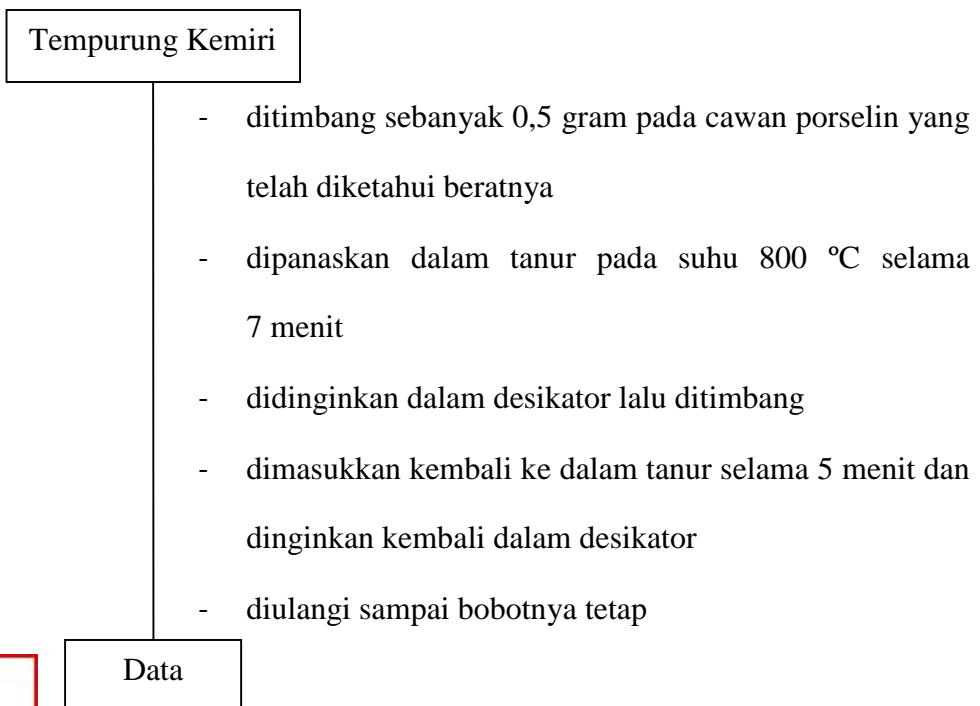 Tempurung Kemiri
- ditimbang sebanyak 0,5 gram pada cawan porselin yang
telah diketahui beratnya
- dipanaskan dalam tanur pada suhu 800 ºC selama
7 menit
- didinginkan dalam desikator lalu ditimbang
- dimasukkan kembali ke dalam tanur selama 5 menit dan
dinginkan kembali dalam desikator
- diulangi sampai bobotnya tetap
Data